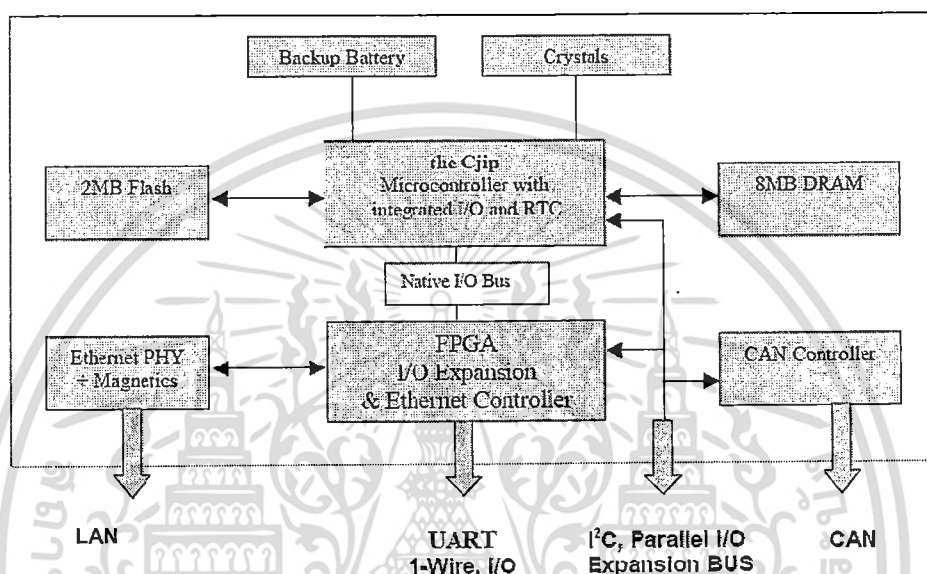 Backup Battery
Crystals
the Cjip
Microcontroller with
integrated I/O and RTC
2MB Flash
8MB DRAM
Native I/O Bus
FPGA
I/O Expansion
& Ethernet Controller
Ethernet PHY
+ Magnetics
CAN Controller
LAN
UART
1-Wire, I/O
I²C, Parallel I/O
Expansion BUS
CAN